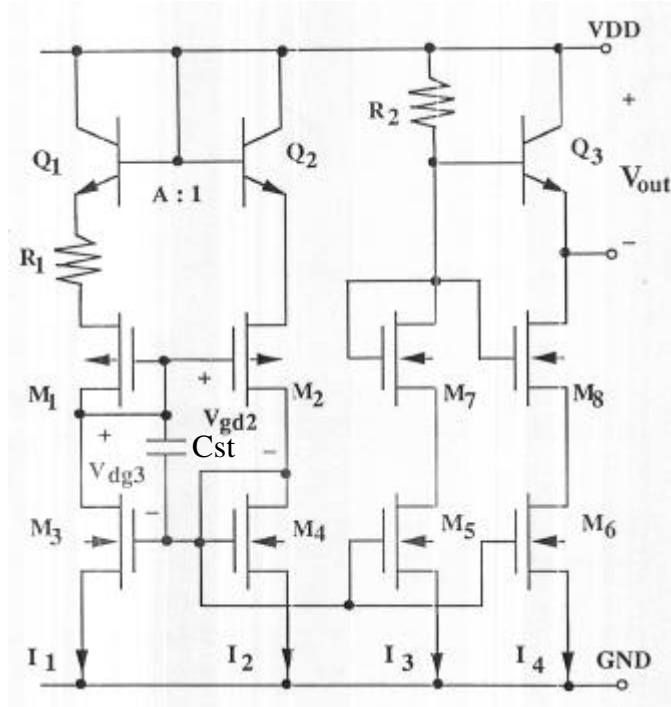 VDD
R2
+
Q1
Q2
Q3
Vout
A : 1
−
R1
+
M1
Vgd2
M2
M7
M8
+
Cst
−
Vdg3
M3
−
M4
M5
M6
I1
I2
I3
I4
GND